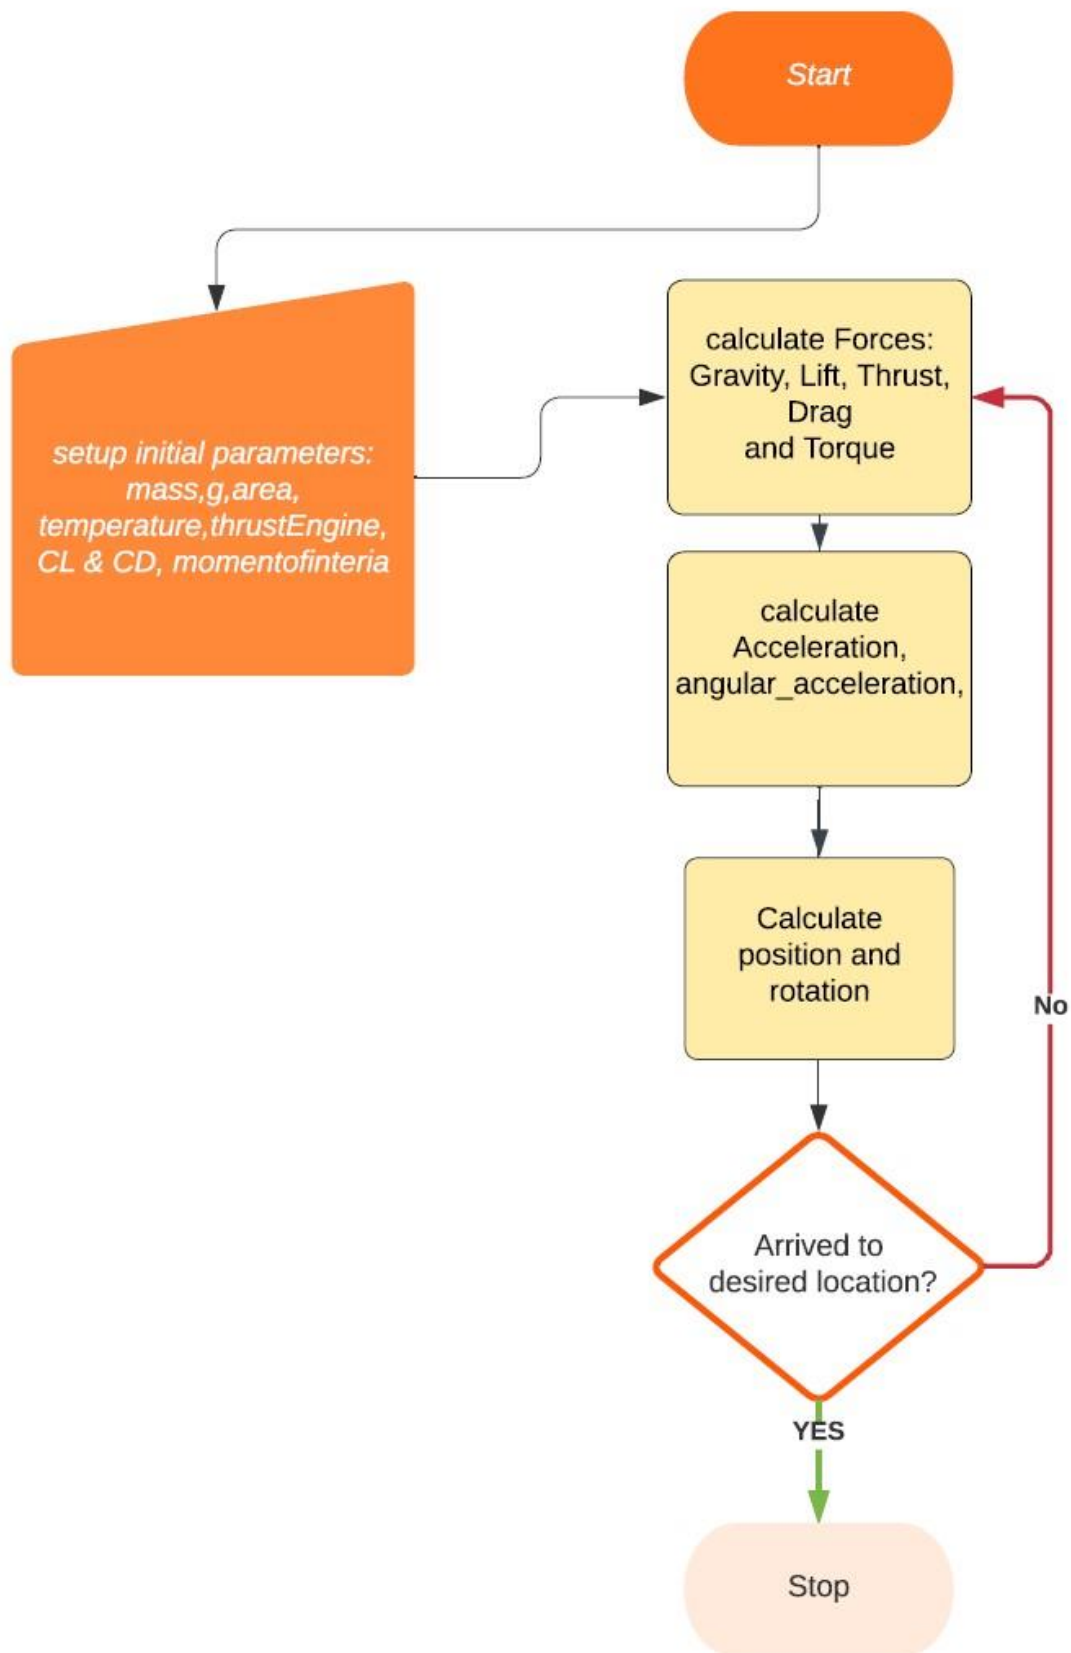 Start
setup initial parameters:
mass,g,area,
temperature,thrustEngine,
CL & CD, momentofinteria
calculate Forces:
Gravity, Lift, Thrust,
Drag
and Torque
calculate
Acceleration,
angular_acceleration,
Calculate
position and
rotation
No
Arrived to
desired location?
YES
Stop